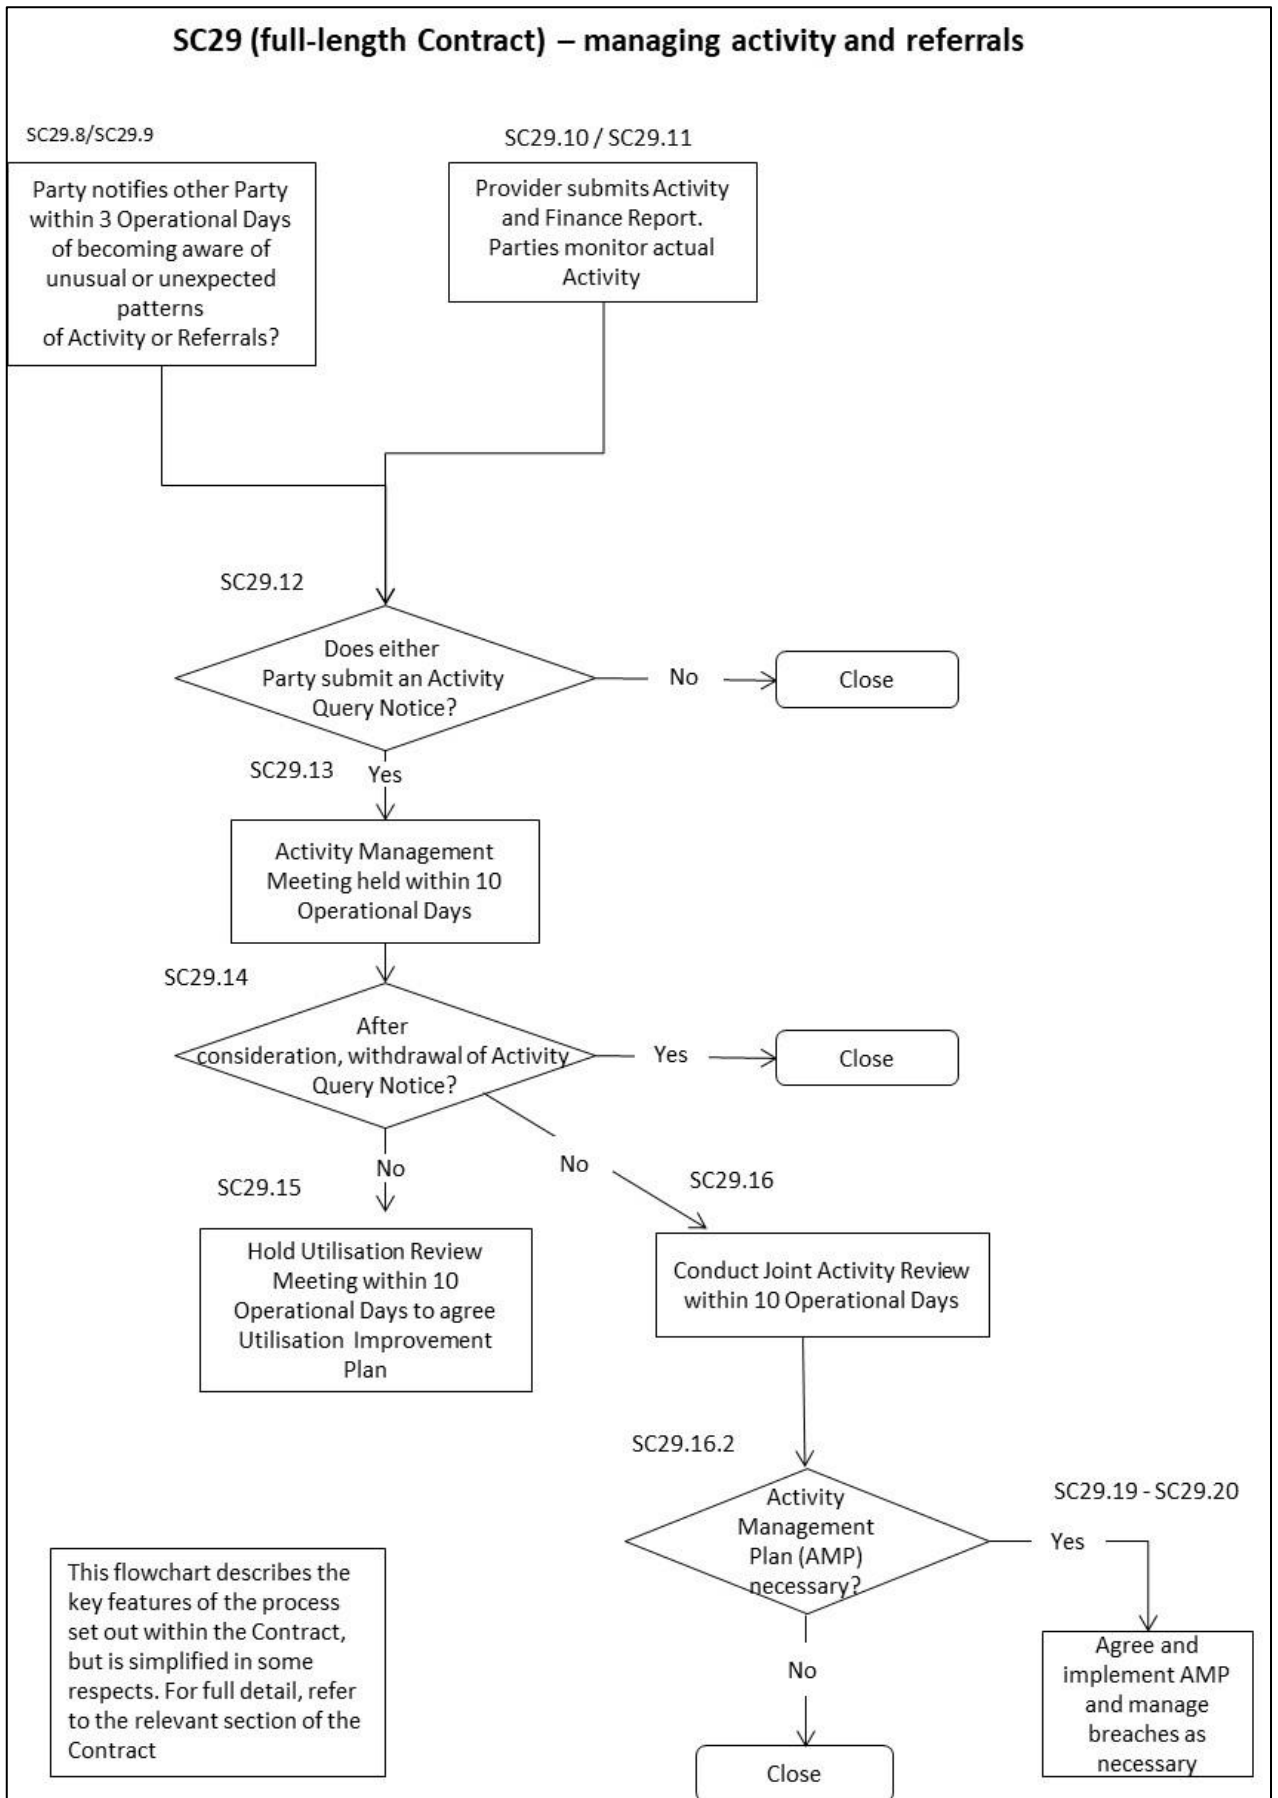 SC29 (full-length Contract) – managing activity and referrals
SC29.8/SC29.9
Party notifies other Party
within 3 Operational Days
of becoming aware of
unusual or unexpected
patterns
of Activity or Referrals?
SC29.10 / SC29.11
Provider submits Activity
and Finance Report.
Parties monitor actual
Activity
SC29.12
Does either
Party submit an Activity
Query Notice?
No
Close
SC29.13
Yes
Activity Management
Meeting held within 10
Operational Days
SC29.14
After
consideration, withdrawal of Activity
Query Notice?
Yes
Close
No
No
SC29.15
Hold Utilisation Review
Meeting within 10
Operational Days to agree
Utilisation Improvement
Plan
SC29.16
Conduct Joint Activity Review
within 10 Operational Days
SC29.16.2
Activity
Management
Plan (AMP)
necessary?
SC29.19 - SC29.20
Yes
Agree and
implement AMP
and manage
breaches as
necessary
No
Close
This flowchart describes the
key features of the process
set out within the Contract,
but is simplified in some
respects. For full detail, refer
to the relevant section of the
Contract